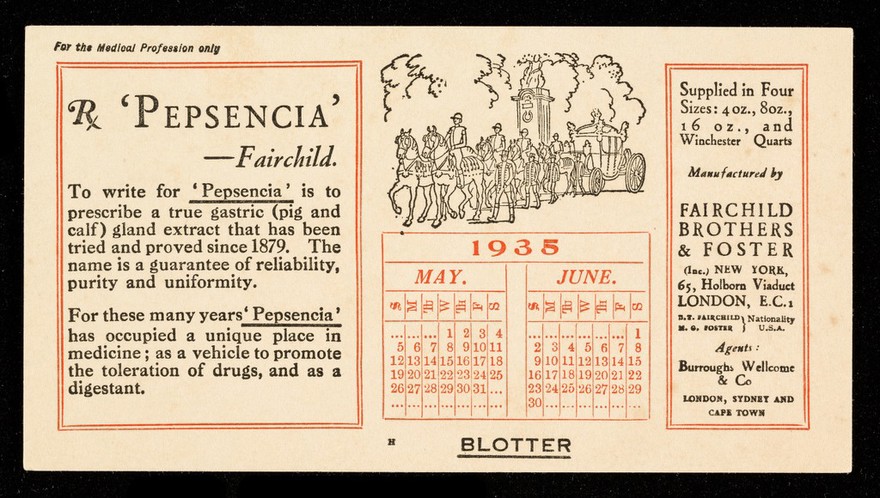 For the Medical Profession only
℞ 'PEPSENCIA'
—Fairchild.
To write for 'Pepsencia' is to
prescribe a true gastric (pig and
calf) gland extract that has been
tried and proved since 1879. The
name is a guarantee of reliability,
purity and uniformity.
For these many years 'Pepsencia'
has occupied a unique place in
medicine; as a vehicle to promote
the toleration of drugs, and as a
digestant.
1935
MAY.
S M Tu W Th F S
... ... ... 1 2 3 4
5 6 7 8 9 10 11
12 13 14 15 16 17 18
19 20 21 22 23 24 25
26 27 28 29 30 31 ...
... ... ... ... ... ... ...
JUNE.
S M Tu W Th F S
... ... ... ... ... ... 1
2 3 4 5 6 7 8
9 10 11 12 13 14 15
16 17 18 19 20 21 22
23 24 25 26 27 28 29
30 ... ... ... ... ... ...
H
BLOTTER
Supplied in Four
Sizes: 4 oz., 8oz.,
16 oz., and
Winchester Quarts
Manufactured by
FAIRCHILD
BROTHERS
& FOSTER
(Inc.) NEW YORK,
65, Holborn Viaduct
LONDON, E.C.1
B.T. FAIRCHILD } Nationality
M. G. FOSTER } U.S.A.
Agents:
Burroughs Wellcome
& Co
LONDON, SYDNEY AND
CAPE TOWN